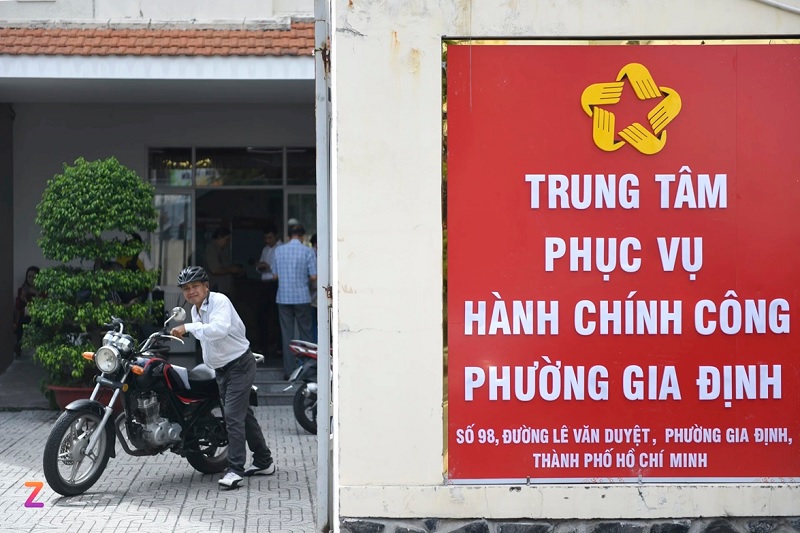 TRUNG TÂM
PHỤC VỤ
HÀNH CHÍNH CÔNG
PHƯỜNG GIA ĐỊNH
SỐ 98, ĐƯỜNG LÊ VĂN DUYỆT, PHƯỜNG GIA ĐỊNH,
THÀNH PHỐ HỒ CHÍ MINH
Z